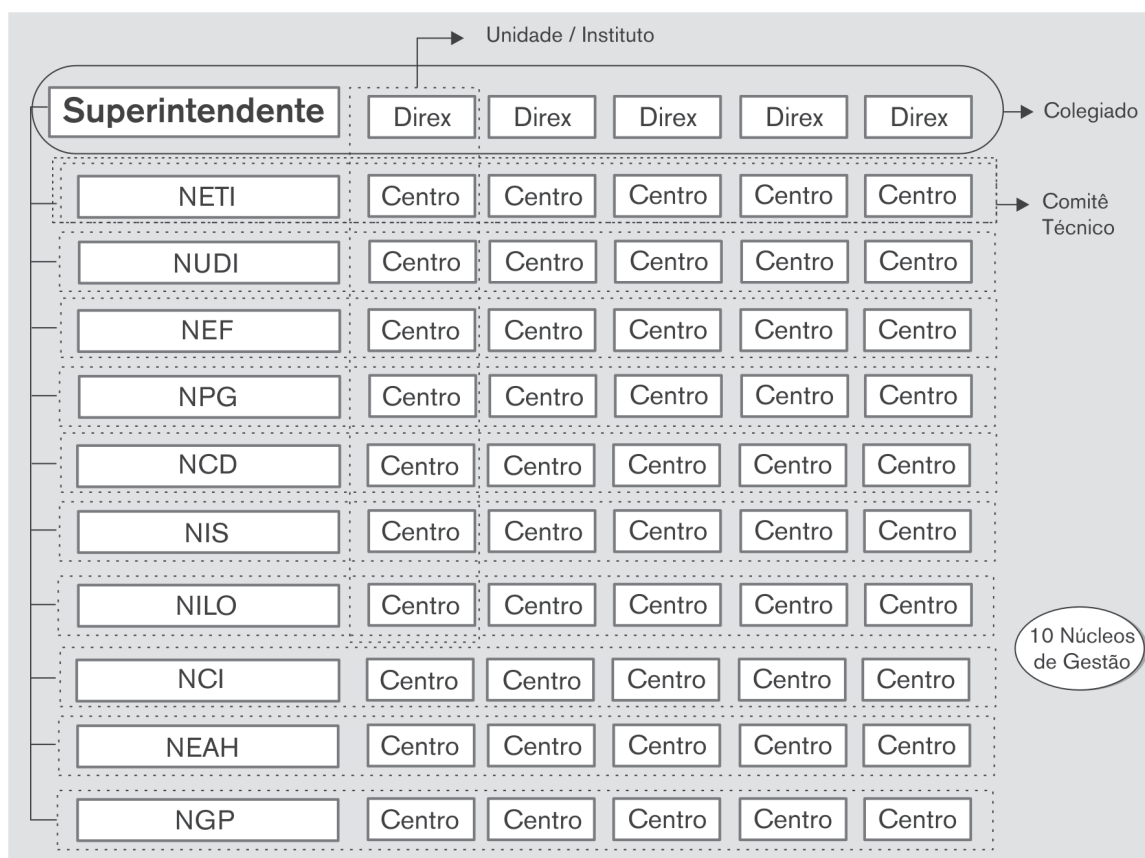 Unidade / Instituto
Superintendente Direx Direx Direx Direx Direx
Colegiado
NETI Centro Centro Centro Centro Centro
Comitê
Técnico
NUDI Centro Centro Centro Centro Centro
NEF Centro Centro Centro Centro Centro
NPG Centro Centro Centro Centro Centro
NCD Centro Centro Centro Centro Centro
NIS Centro Centro Centro Centro Centro
NILO Centro Centro Centro Centro Centro
10 Núcleos
de Gestão
NCI Centro Centro Centro Centro Centro
NEAH Centro Centro Centro Centro Centro
NGP Centro Centro Centro Centro Centro